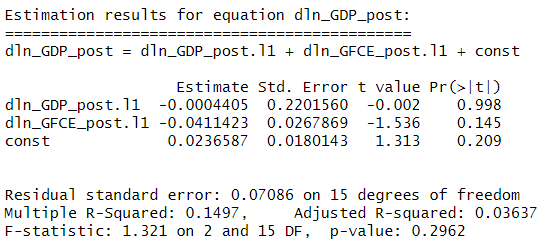 Estimation results for equation dln_GDP_post:
=============================================
dln_GDP_post = dln_GDP_post.l1 + dln_GFCE_post.l1 + const
Estimate Std. Error t value Pr(>|t|)
dln_GDP_post.l1 -0.0004405 0.2201560 -0.002 0.998
dln_GFCE_post.l1 -0.0411423 0.0267869 -1.536 0.145
const 0.0236587 0.0180143 1.313 0.209
Residual standard error: 0.07086 on 15 degrees of freedom
Multiple R-Squared: 0.1497, Adjusted R-squared: 0.03637
F-statistic: 1.321 on 2 and 15 DF, p-value: 0.2962